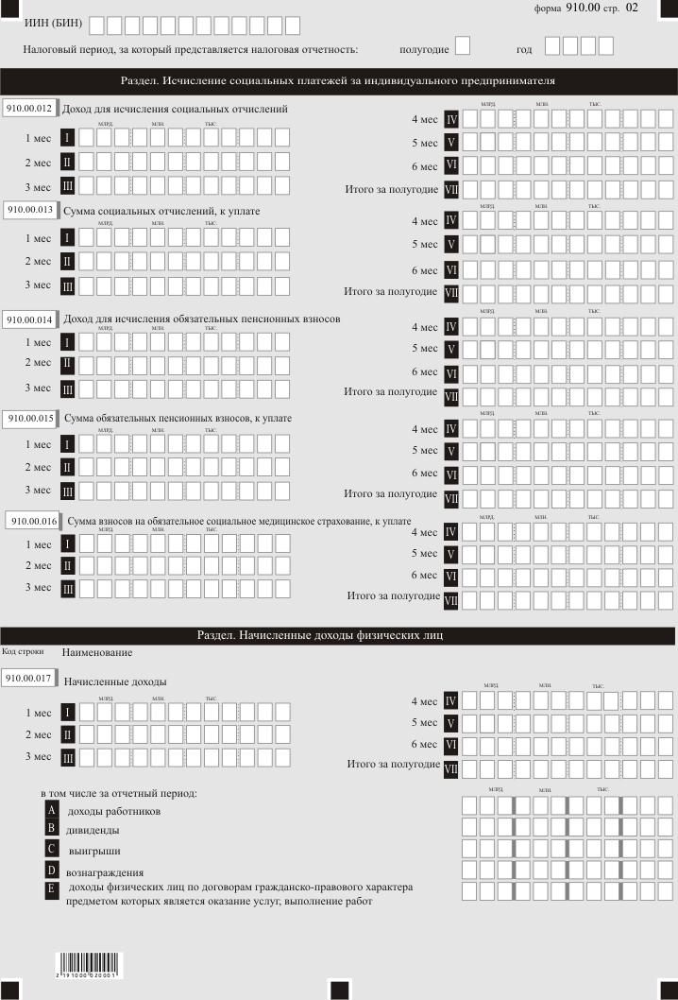 форма 910.00 стр. 02
ИИН (БИН)
Налоговый период, за который представляется налоговая отчетность: полугодие год
Раздел. Исчисление социальных платежей за индивидуального предпринимателя
910.00.012 Доход для исчисления социальных отчислений
МЛРД. МЛН. ТЫС.
1 мес I
2 мес II
3 мес III
МЛРД. МЛН. ТЫС.
4 мес IV
5 мес V
6 мес VI
Итого за полугодие VII
910.00.013 Сумма социальных отчислений, к уплате
МЛРД. МЛН. ТЫС.
1 мес I
2 мес II
3 мес III
МЛРД. МЛН. ТЫС.
4 мес IV
5 мес V
6 мес VI
Итого за полугодие VII
910.00.014 Доход для исчисления обязательных пенсионных взносов
МЛРД. МЛН. ТЫС.
1 мес I
2 мес II
3 мес III
МЛРД. МЛН. ТЫС.
4 мес IV
5 мес V
6 мес VI
Итого за полугодие VII
910.00.015 Сумма обязательных пенсионных взносов, к уплате
МЛРД. МЛН. ТЫС.
1 мес I
2 мес II
3 мес III
МЛРД. МЛН. ТЫС.
4 мес IV
5 мес V
6 мес VI
Итого за полугодие VII
910.00.016 Сумма взносов на обязательное социальное медицинское страхование, к уплате
МЛРД. МЛН. ТЫС.
1 мес I
2 мес II
3 мес III
МЛРД. МЛН. ТЫС.
4 мес IV
5 мес V
6 мес VI
Итого за полугодие VII
Раздел. Начисленные доходы физических лиц
Код строки Наименование
910.00.017 Начисленные доходы
МЛРД. МЛН. ТЫС.
1 мес I
2 мес II
3 мес III
МЛРД. МЛН. ТЫС.
4 мес IV
5 мес V
6 мес VI
Итого за полугодие VII
в том числе за отчетный период:
МЛРД. МЛН. ТЫС.
A доходы работников
B дивиденды
C выигрыши
D вознаграждения
E доходы физических лиц по договорам гражданско-правового характера
предметом которых является оказание услуг, выполнение работ
2 191000 020001